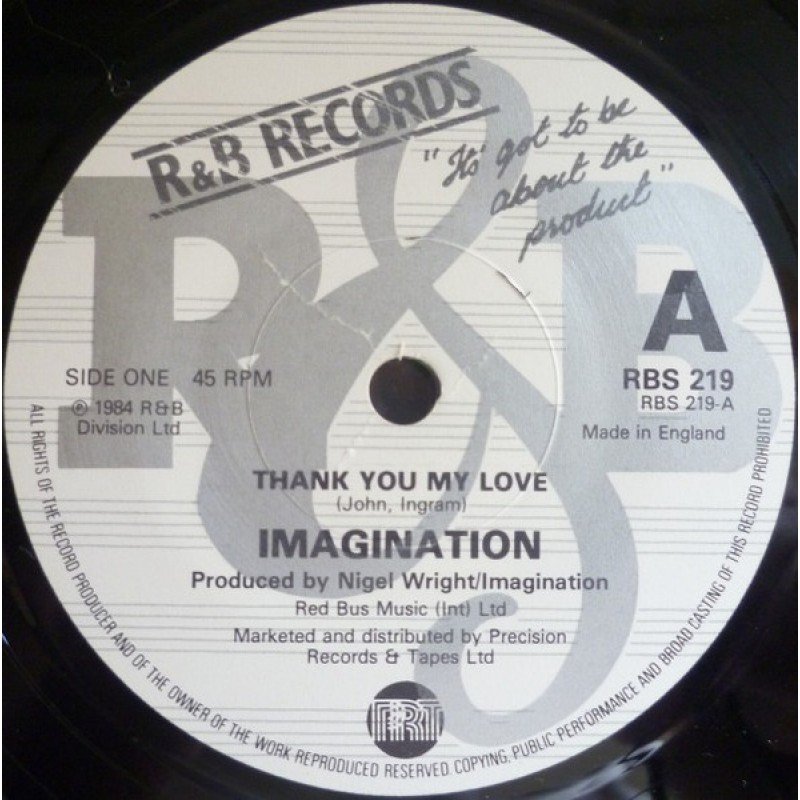 R&B RECORDS
"It's got to be
about the
product"
R&B
A
SIDE ONE 45 RPM
RBS 219
℗ 1984 R&B
RBS 219-A
Division Ltd
Made in England
THANK YOU MY LOVE
(John, Ingram)
IMAGINATION
Produced by Nigel Wright/Imagination
Red Bus Music (Int) Ltd
Marketed and distributed by Precision
Records & Tapes Ltd
PRT
ALL RIGHTS OF THE RECORD PRODUCER AND OF THE OWNER OF THE WORK REPRODUCED RESERVED. COPYING, PUBLIC PERFORMANCE AND BROAD CASTING OF THIS RECORD PROHIBITED